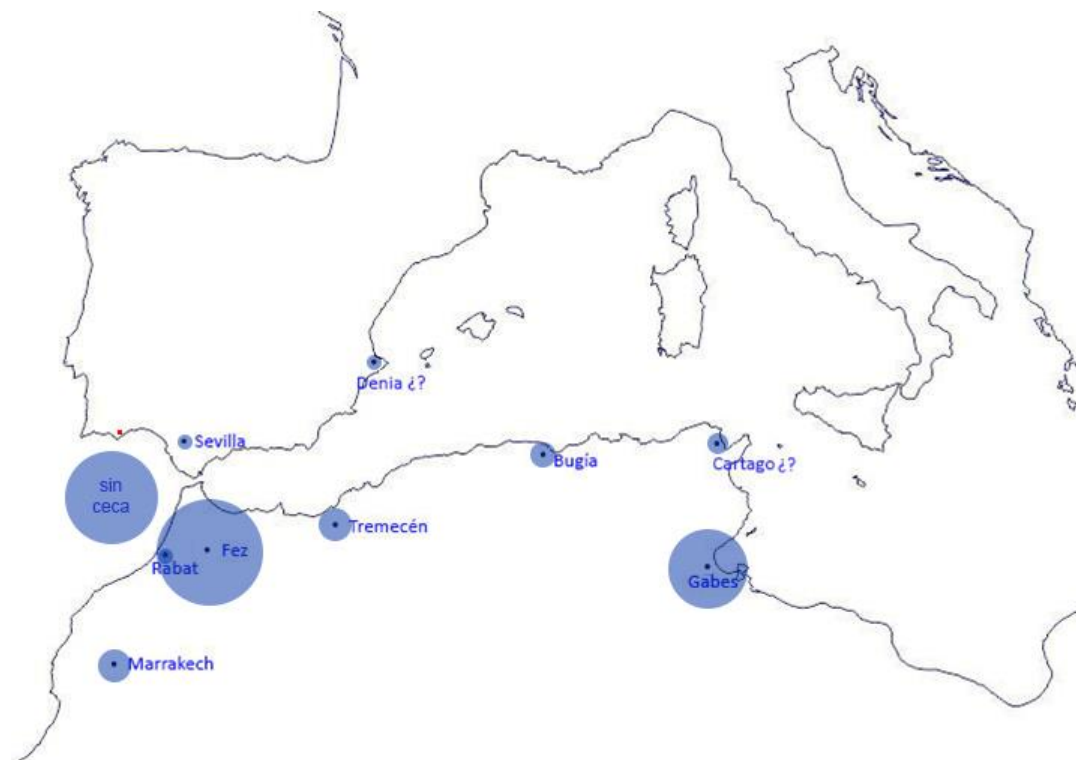 Denia ¿?
Sevilla
Bugía
Cartago ¿?
sin
ceca
Tremecén
Fez
Rabat
Gabes
Marrakech